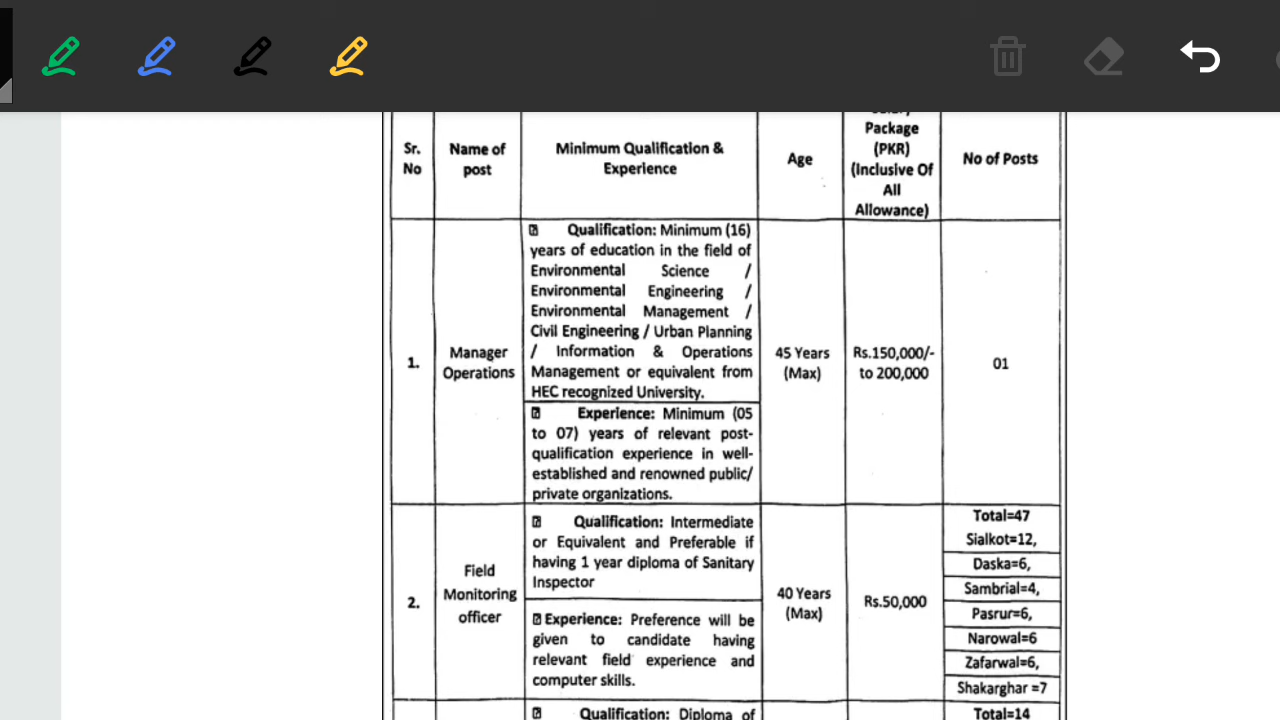 Package
Sr. Name of Minimum Qualification & Age (PKR) No of Posts
No post Experience (Inclusive Of
All
Allowance)
Qualification: Minimum (16)
years of education in the field of
Environmental Science /
Environmental Engineering /
Environmental Management /
Civil Engineering / Urban Planning
/ Information & Operations
Management or equivalent from
HEC recognized University.
1. Manager Operations 45 Years (Max) Rs.150,000/- to 200,000 01
Experience: Minimum (05
to 07) years of relevant post-
qualification experience in well-
established and renowned public/
private organizations.
Qualification: Intermediate
or Equivalent and Preferable if
having 1 year diploma of Sanitary
Inspector
2. Field Monitoring officer 40 Years (Max) Rs.50,000
Experience: Preference will be
given to candidate having
relevant field experience and
computer skills.
Total=47
Sialkot=12,
Daska=6,
Sambrial=4,
Pasrur=6,
Narowal=6
Zafarwal=6,
Shakarghar =7
Qualification: Diploma of
Total=14